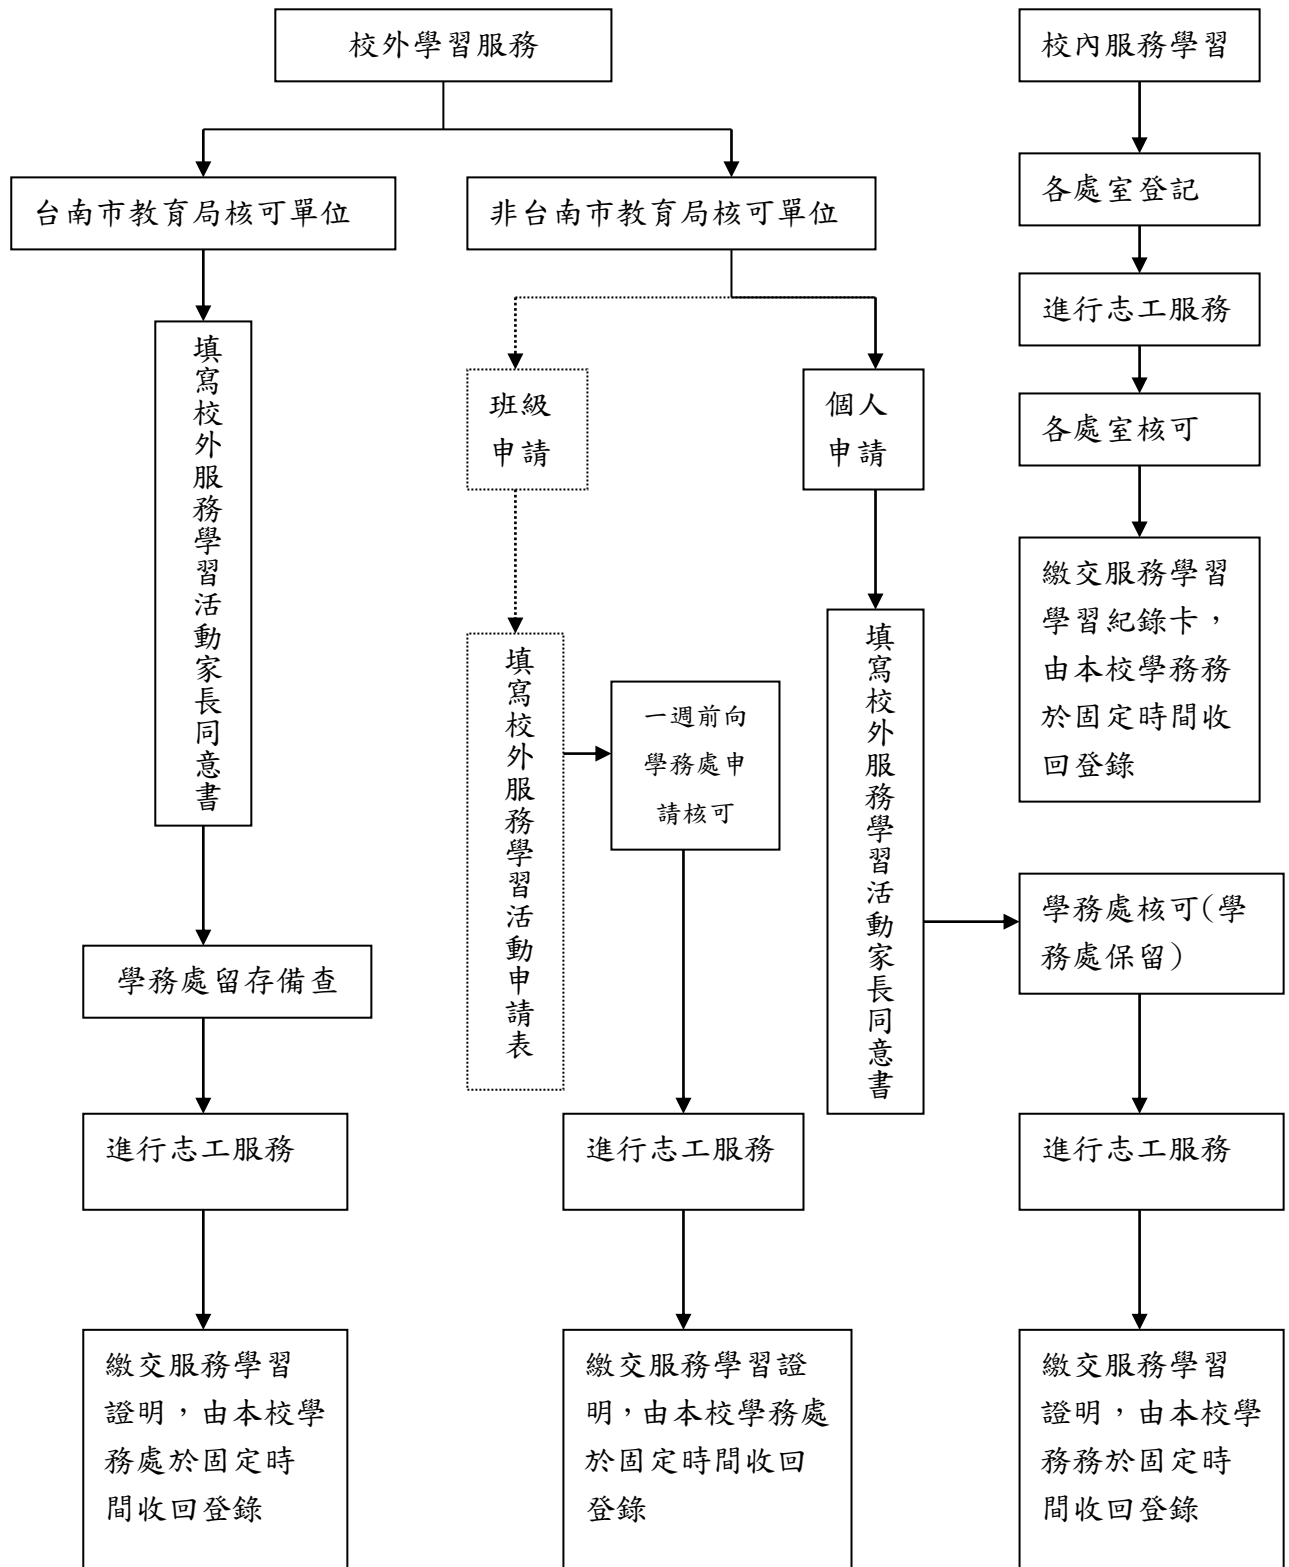 校外學習服務
校內服務學習
各處室登記
台南市教育局核可單位
非台南市教育局核可單位
進行志工服務
填寫校外服務學習活動家長同意書
班級
申請
個人
申請
各處室核可
繳交服務學習
學習紀錄卡，
由本校學務務
於固定時間收
回登錄
填寫校外服務學習活動申請表
一週前向
學務處申
請核可
填寫校外服務學習活動家長同意書
學務處核可(學
務處保留)
學務處留存備查
進行志工服務
進行志工服務
進行志工服務
繳交服務學習
證明，由本校學
務處於固定時
間收回登錄
繳交服務學習證
明，由本校學務處
於固定時間收回
登錄
繳交服務學習
證明，由本校學
務務於固定時
間收回登錄